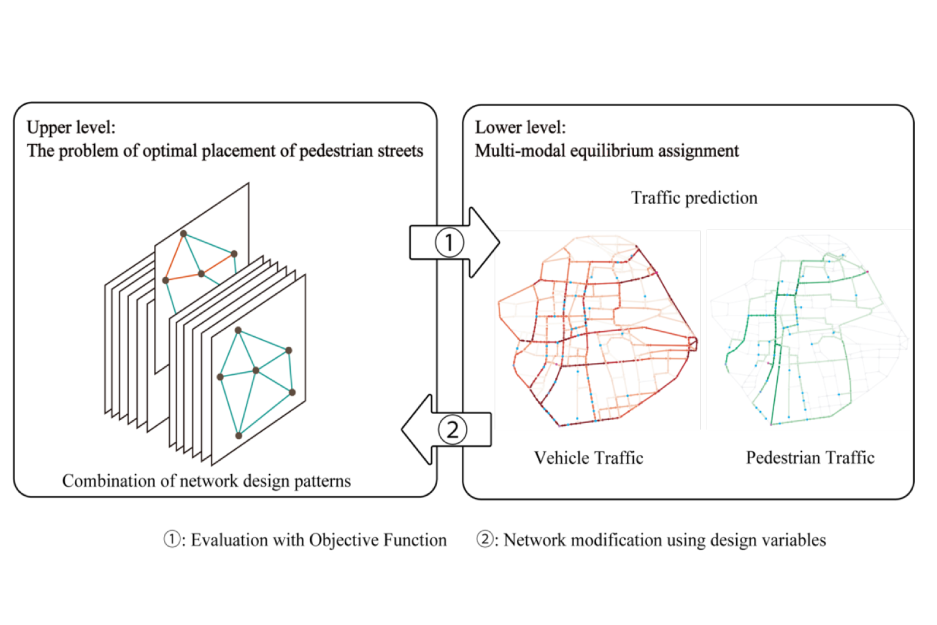 Upper level:
The problem of optimal placement of pedestrian streets
Combination of network design patterns
①
②
Lower level:
Multi-modal equilibrium assignment
Traffic prediction
Vehicle Traffic
Pedestrian Traffic
①: Evaluation with Objective Function
②: Network modification using design variables